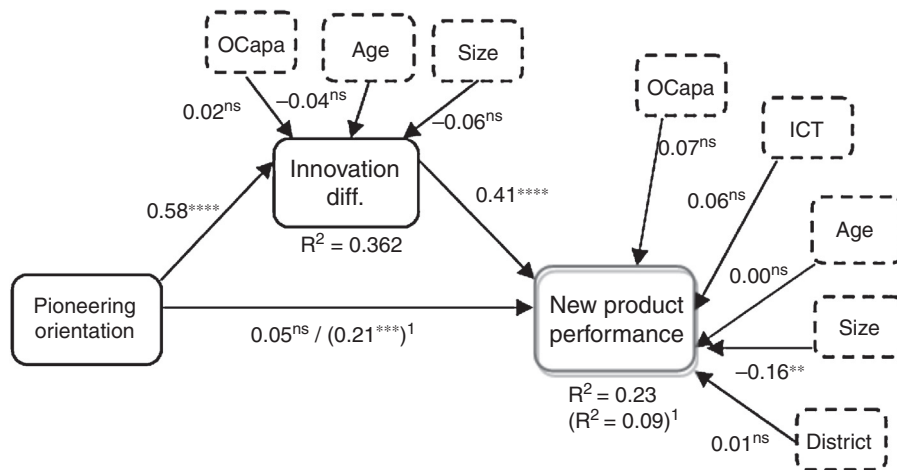 OCapa
Age
Size
0.02ns
–0.04ns
–0.06ns
Innovation
diff.
R2 = 0.362
0.58****
0.41****
Pioneering
orientation
0.05ns / (0.21***)1
OCapa
0.07ns
ICT
0.06ns
Age
0.00ns
New product
performance
Size
–0.16**
R2 = 0.23
(R2 = 0.09)1
0.01ns
District